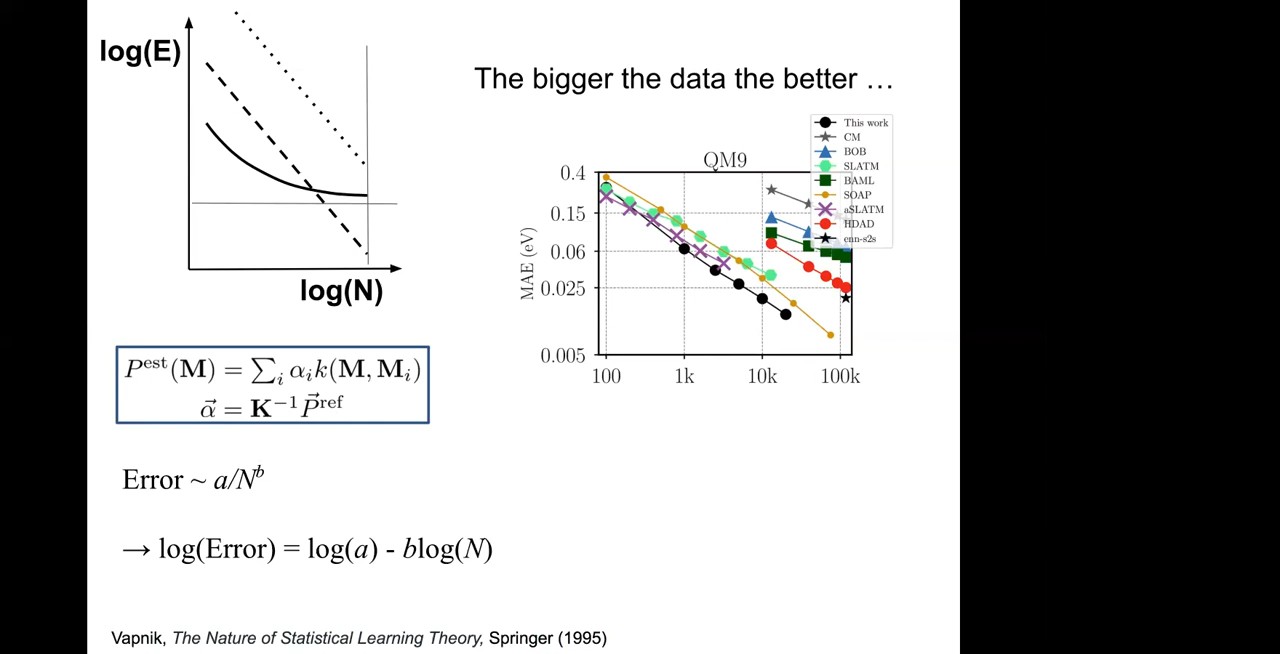 log(E)
log(N)
The bigger the data the better …
QM9
This work
CM
BOB
SLATM
BAML
SOAP
aSLATM
HDAD
enn-s2s
MAE (eV)
0.4
0.15
0.06
0.025
0.005
100
1k
10k
100k
P^est(M) = ∑_i α_i k(M, M_i)
α⃗ = K^−1 P⃗^ref
Error ~ a/N^b
→ log(Error) = log(a) - blog(N)
Vapnik, The Nature of Statistical Learning Theory, Springer (1995)